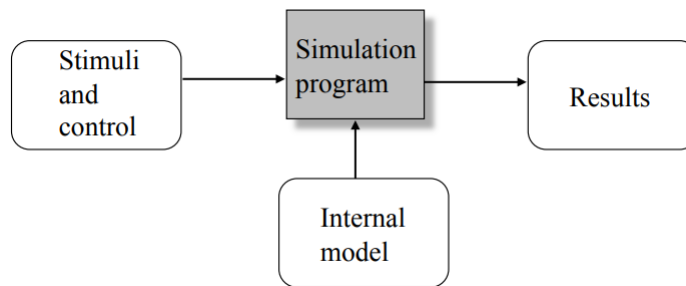 Stimuli
and
control
Simulation
program
Results
Internal
model